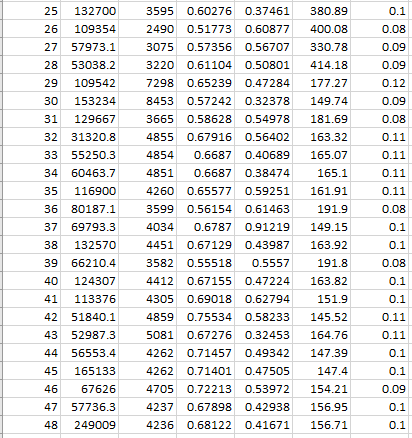 25 132700 3595 0.60276 0.37461 380.89 0.1
26 109354 2490 0.51773 0.60877 400.08 0.08
27 57973.1 3075 0.57356 0.56707 330.78 0.09
28 53038.2 3220 0.61104 0.50801 414.18 0.09
29 109542 7298 0.65239 0.47284 177.27 0.12
30 153234 8453 0.57242 0.32378 149.74 0.09
31 129667 3665 0.58628 0.54978 181.69 0.08
32 31320.8 4855 0.67916 0.56402 163.32 0.11
33 55250.3 4854 0.6687 0.40689 165.07 0.11
34 60463.7 4851 0.6687 0.38474 165.1 0.11
35 116900 4260 0.65577 0.59251 161.91 0.11
36 80187.1 3599 0.56154 0.61463 191.9 0.08
37 69793.3 4034 0.6787 0.91219 149.15 0.1
38 132570 4451 0.67129 0.43987 163.92 0.1
39 66210.4 3582 0.55518 0.5557 191.8 0.08
40 124307 4412 0.67155 0.47224 163.82 0.1
41 113376 4305 0.69018 0.62794 151.9 0.1
42 51840.1 4859 0.75534 0.58233 145.52 0.11
43 52987.3 5081 0.67276 0.32453 164.76 0.11
44 56553.4 4262 0.71457 0.49342 147.39 0.1
45 165133 4262 0.71401 0.47505 147.4 0.1
46 67626 4705 0.72213 0.53972 154.21 0.09
47 57736.3 4237 0.67898 0.42938 156.95 0.1
48 249009 4236 0.68122 0.41671 156.71 0.1